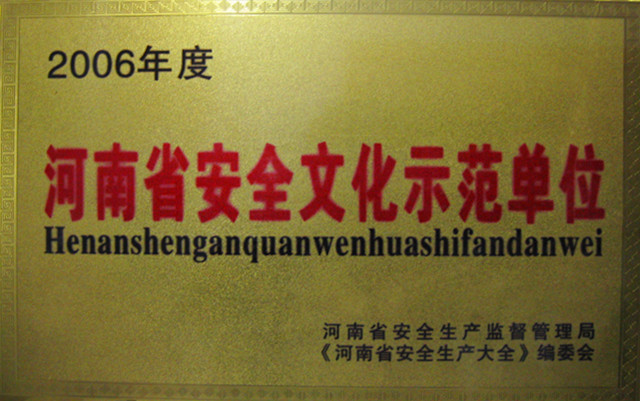 2006年度
河南省安全文化示范单位
Henanshenganquanwenhuashifandanwei
河南省安全生产监督管理局
《河南省安全生产大全》编委会